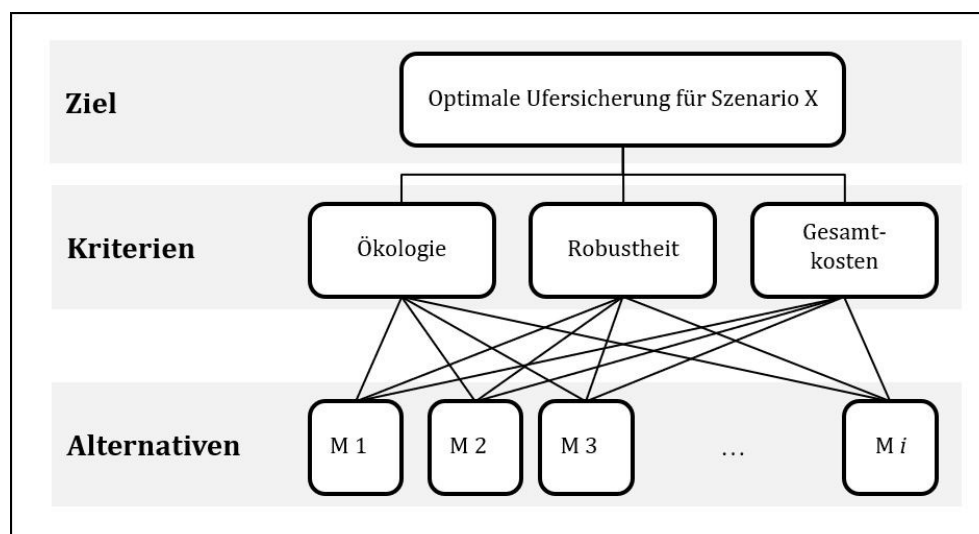 Ziel
Optimale Ufersicherung für Szenario X
Kriterien
Ökologie
Robustheit
Gesamt-
kosten
Alternativen
M 1
M 2
M 3
…
M i